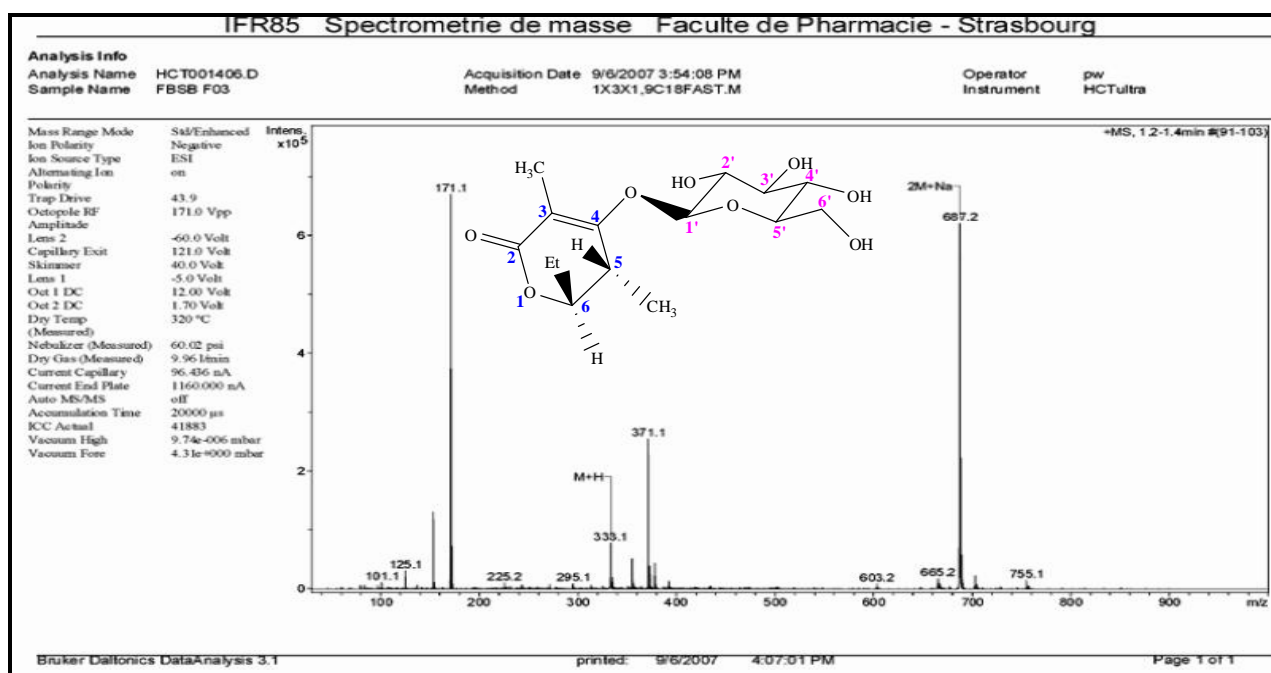 IFR85 Spectrometrie de masse Faculte de Pharmacie - Strasbourg
Analysis Info
Analysis Name HCT001406.D Acquisition Date 9/6/2007 3:54:08 PM Operator pw
Sample Name FBSB F03 Method 1X3X1,9C18FAST.M Instrument HCTultra
Mass Range Mode Std/Enhanced
Ion Polarity Negative
Ion Source Type ESI
Alternating Ion on
Polarity
Trap Drive 43.9
Octopole RF 171.0 Vpp
Amplitude
Lens 2 -60.0 Volt
Capillary Exit 121.0 Volt
Skimmer 40.0 Volt
Lens 1 -5.0 Volt
Oct 1 DC 12.00 Volt
Oct 2 DC 1.70 Volt
Dry Temp 320 °C
(Measured)
Nebulizer (Measured) 60.02 psi
Dry Gas (Measured) 9.96 l/min
Current Capillary 96.436 nA
Current End Plate 1160.000 nA
Auto MS/MS off
Accumulation Time 20000 µs
ICC Actual 41883
Vacuum High 9.74e-006 mbar
Vacuum Fore 4.31e+000 mbar
Intens.
x10^5
+MS, 1.2-1.4min #(91-103)
6
4
2
0
171.1
H3C
3
4
O
2
O
1
O
Et
H
5
6
H
CH3
O
1'
2'
HO
3'
OH
4'
OH
6'
5'
OH
2M+Na
687.2
371.1
M+H
333.1
101.1
125.1
225.2
295.1
603.2
665.2
755.1
100 200 300 400 500 600 700 800 900 m/z
Bruker Daltonics DataAnalysis 3.1 printed: 9/6/2007 4:07:01 PM Page 1 of 1